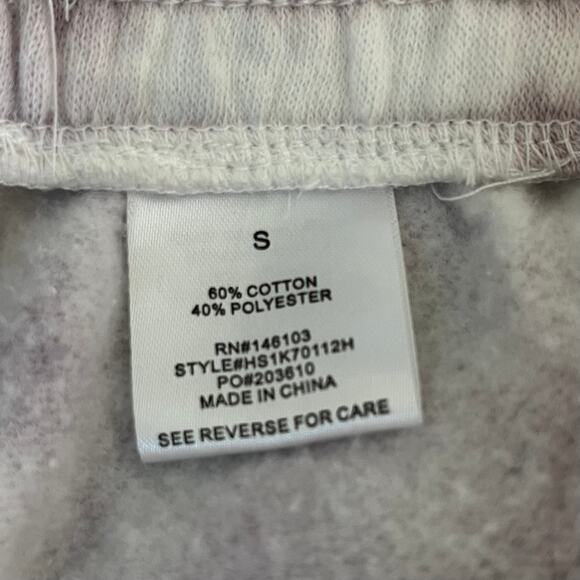 S
60% COTTON
40% POLYESTER
RN#146103
STYLE#HS1K70112H
PO#203610
MADE IN CHINA
SEE REVERSE FOR CARE